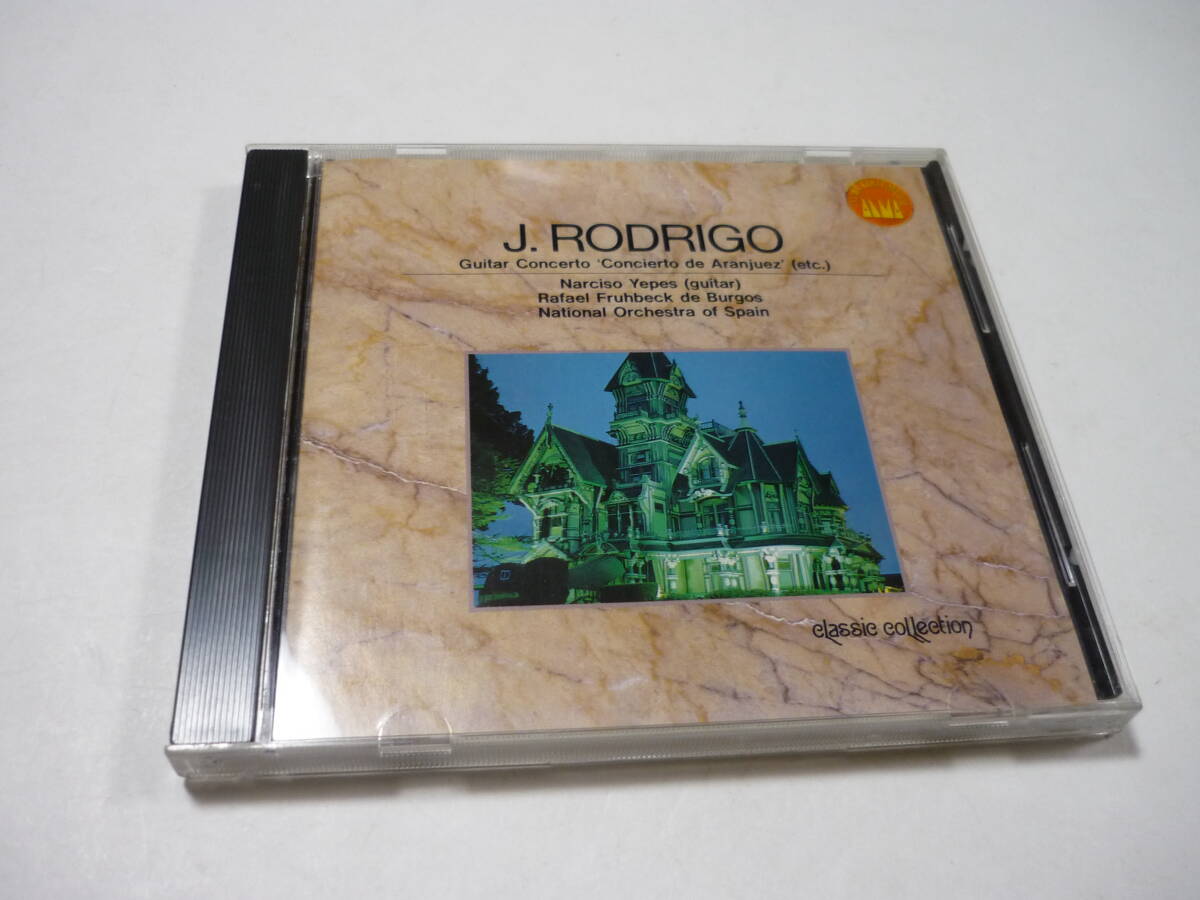 J. RODRIGO
Guitar Concerto 'Concierto de Aranjuez' (etc.)
Narciso Yepes (guitar)
Rafael Fruhbeck de Burgos
National Orchestra of Spain
classic collection